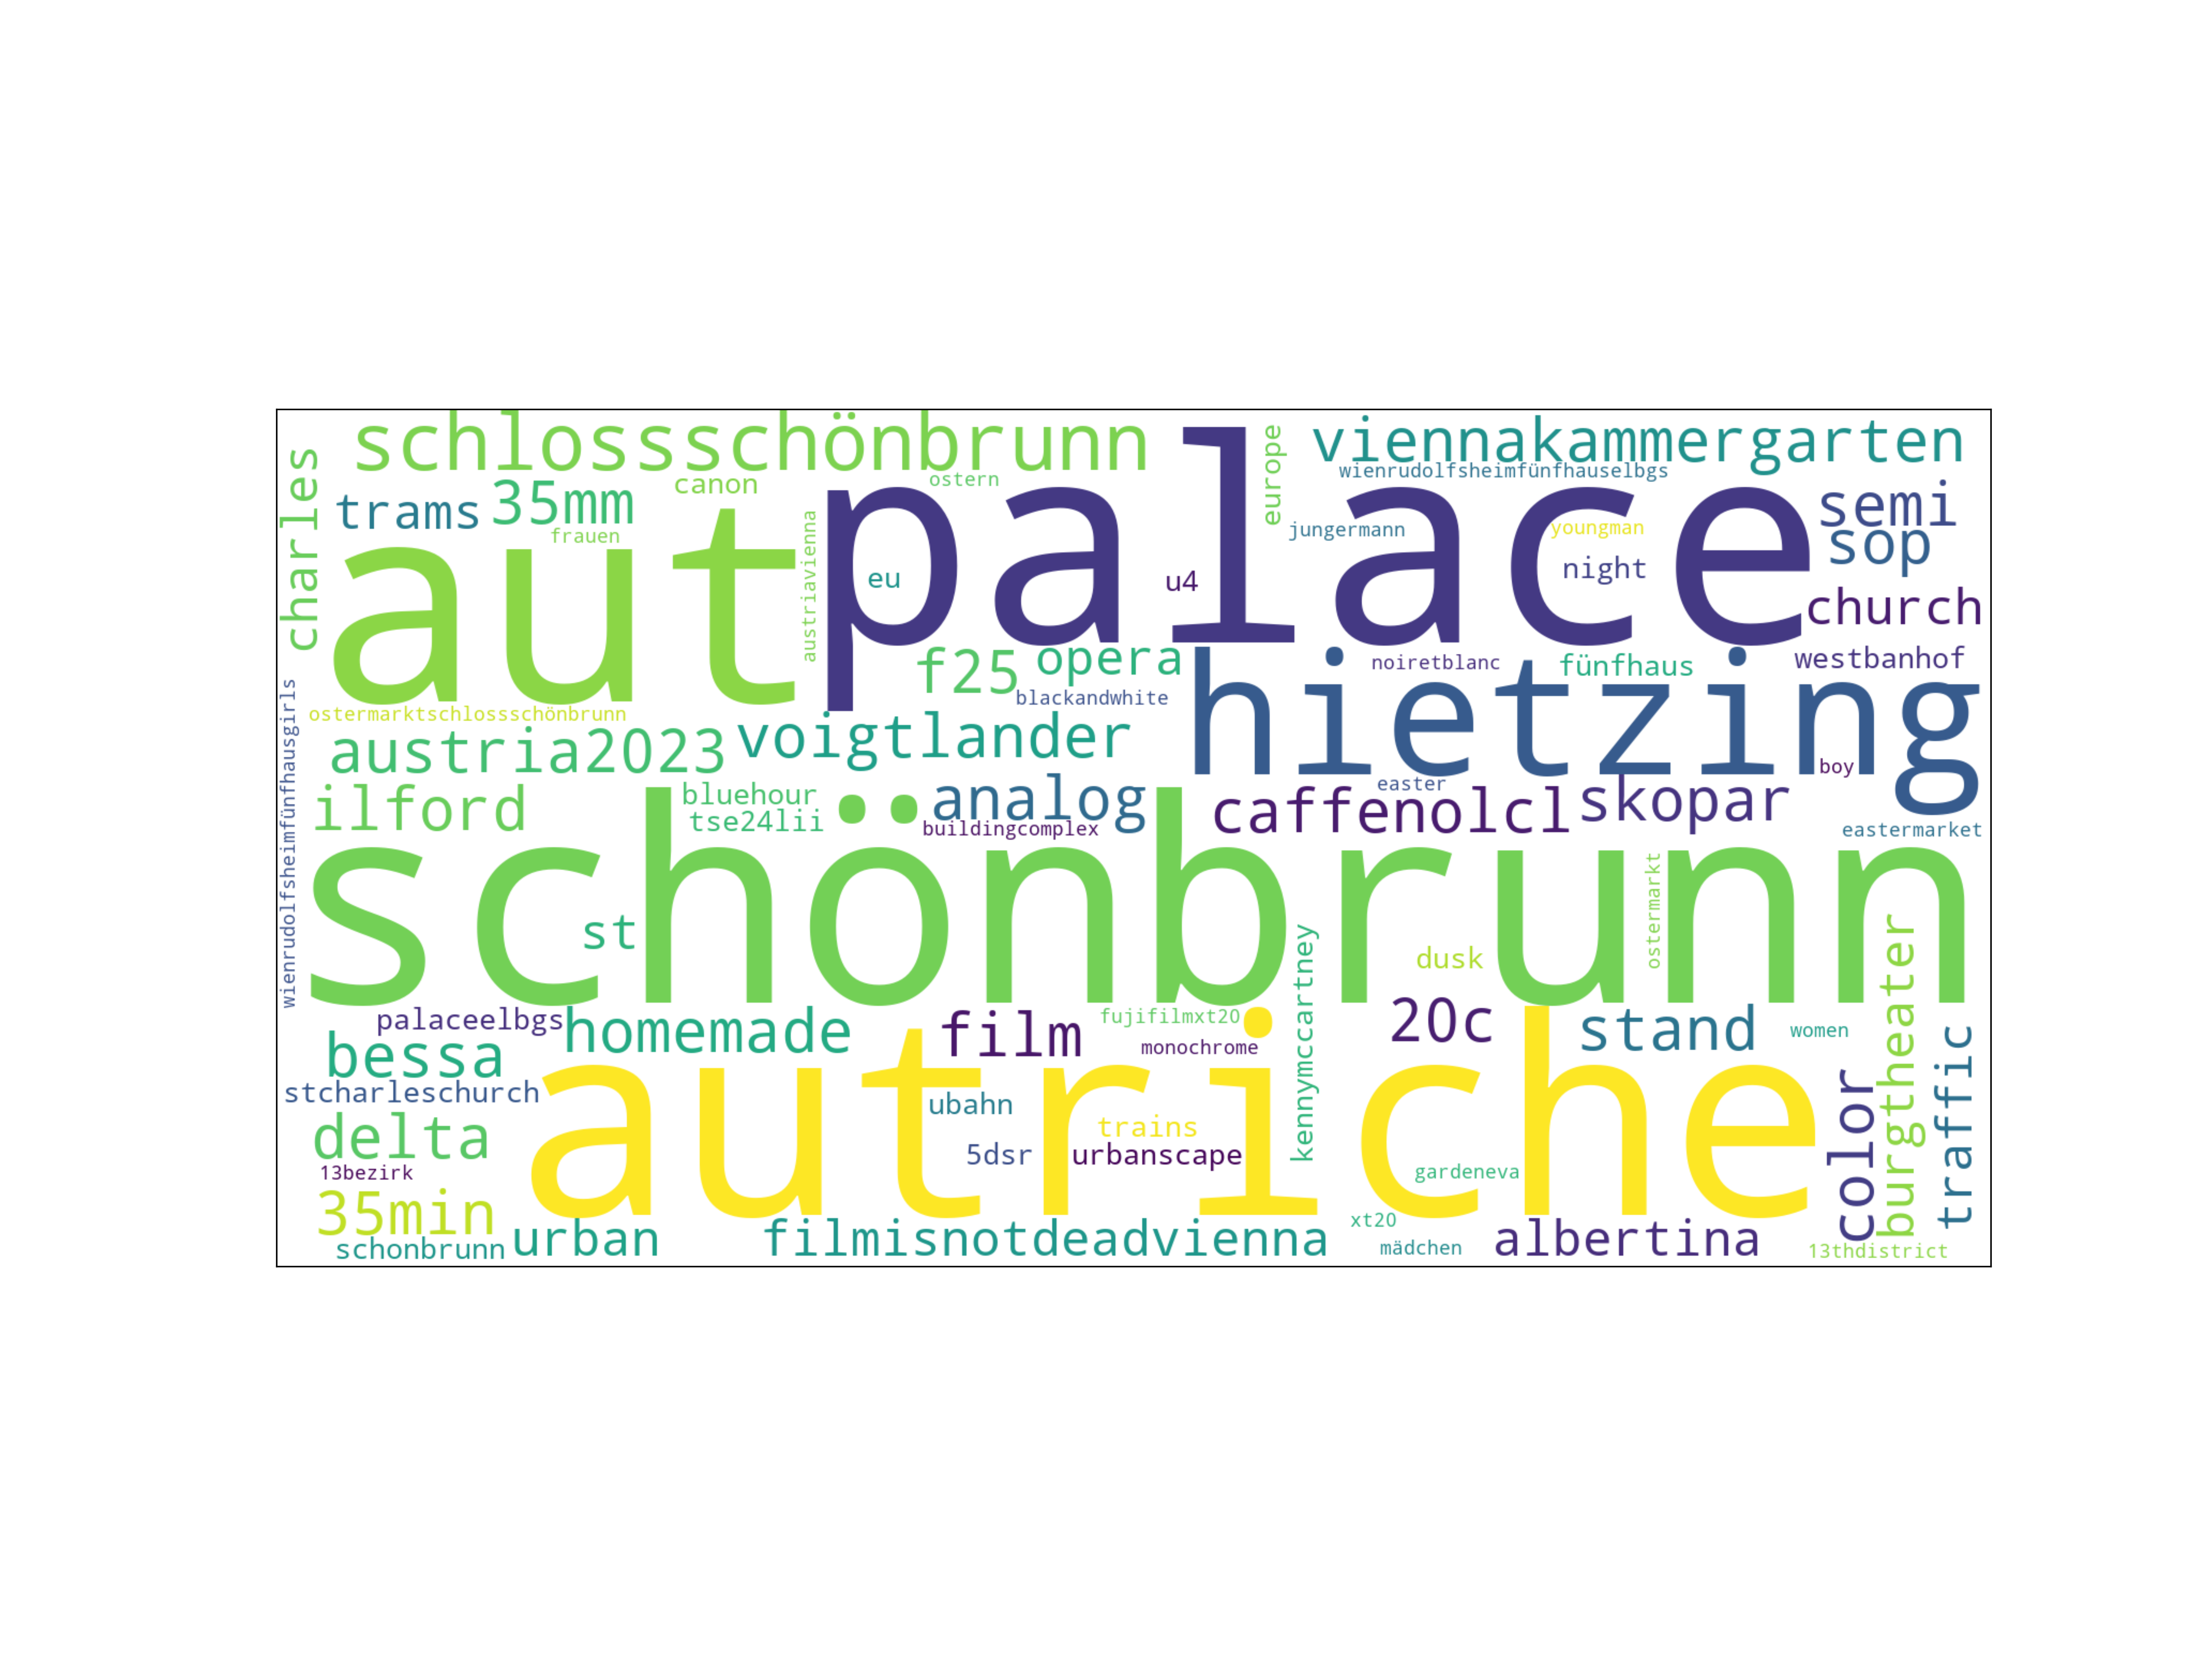 schlossschönbrunn
viennakammergarten
charles
trams
35mm
canon
ostern
europe
wienrudolfsheimfünfhauselbgs
semi
sop
frauen
aut
austriavienna
palace
eu
u4
jungermann
youngman
night
church
f25
opera
noiretblanc
fünfhaus
westbanhof
blackandwhite
hietzing
ostermarktschlossschönbrunn
wienrudolfsheimfünfhausgirls
austria2023
voigtlander
boy
easter
ilford
bluehour
tse24lii
analog
buildingcomplex
caffenolcl
skopar
eastermarket
schönbrunn
st
ostermarkt
dusk
kennymccartney
burgtheater
palaceelbgs
homemade
film
fujifilmxt20
monochrome
20c
stand
women
bessa
stcharleschurch
autriche
ubahn
trains
5dsr
urbanscape
gardeneva
color
traffic
delta
13bezirk
35min
schonbrunn
urban
filmisnotdeadvienna
xt20
mädchen
albertina
13thdistrict